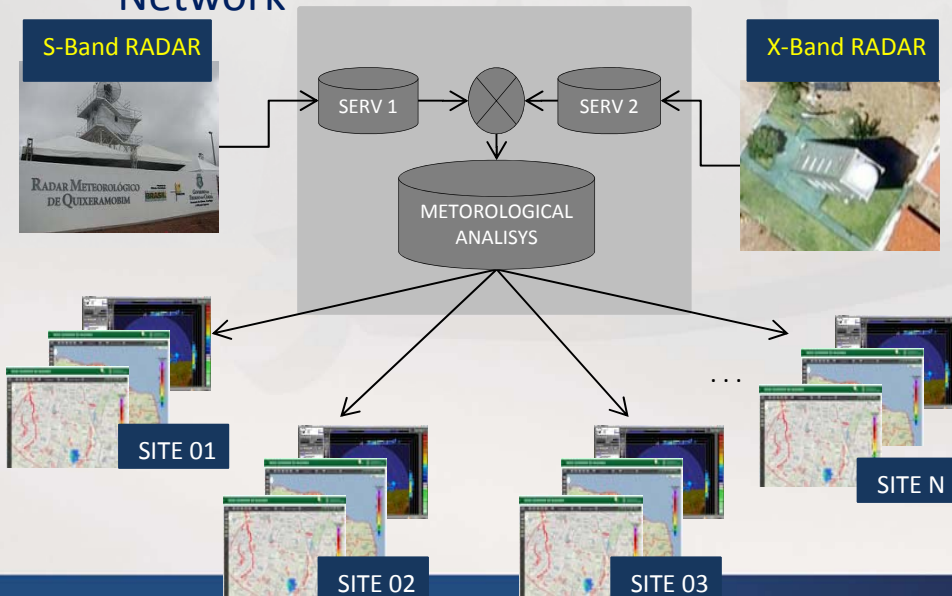 Network
S-Band RADAR
X-Band RADAR
SERV 1
SERV 2
RADAR METEOROLÓGICO
DE QUIXERAMOBIM
BRASIL
METOROLOGICAL
ANALISYS
. . .
SITE 01
SITE N
SITE 02
SITE 03